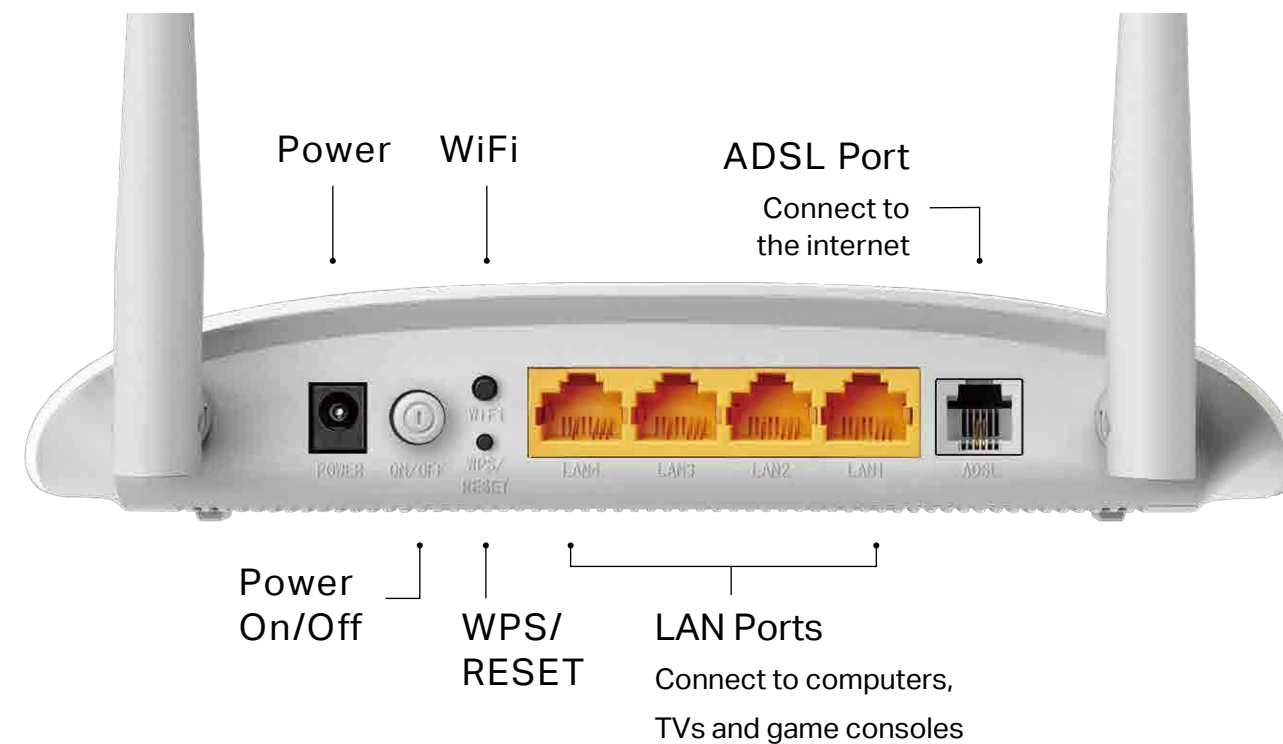 Power
WiFi
ADSL Port
Connect to
the internet
POWER
ON/OFF
WiFi
WPS/
RESET
LAN4
LAN3
LAN2
LAN1
ADSL
Power
On/Off
WPS/
RESET
LAN Ports
Connect to computers,
TVs and game consoles